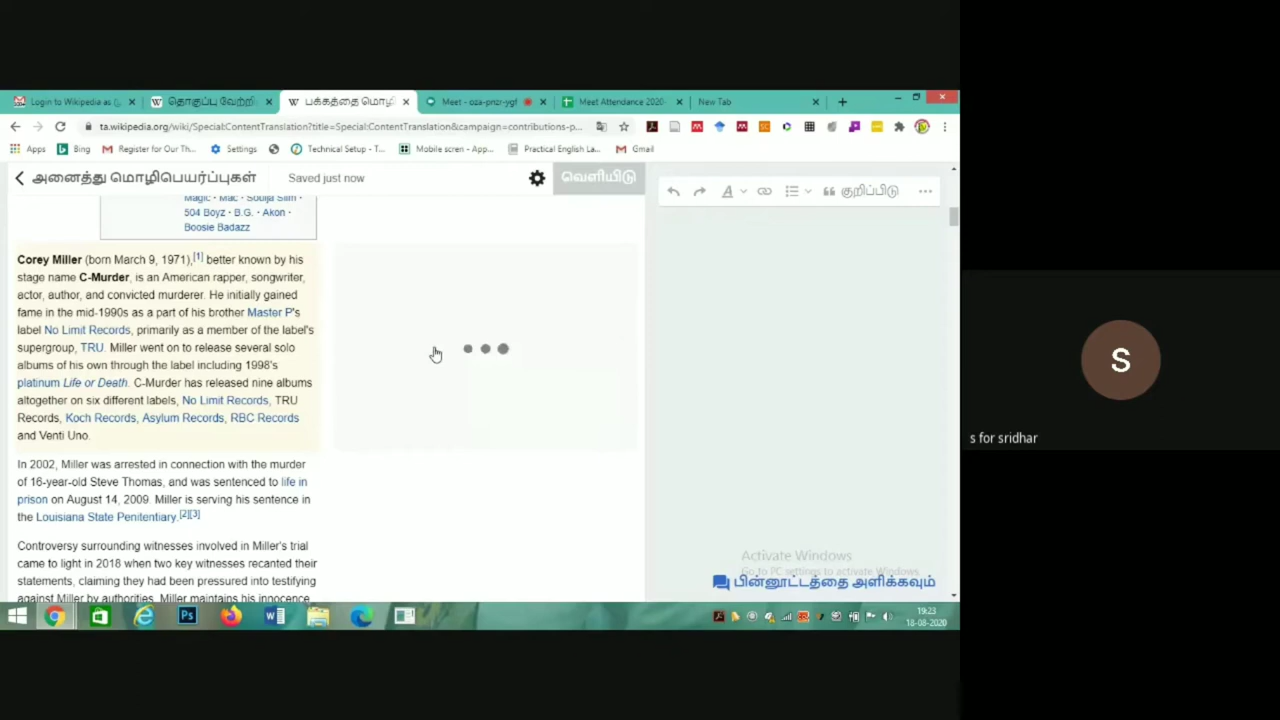 Login to Wikipedia as
தொகுப்பு வேற்றி
பக்கத்தை மொழி
Meet - oza-prizr-ygf
Meet Attendance 2020-
New Tab
ta.wikipedia.org/wiki/Special:ContentTranslation?title=Special:ContentTranslation&campaign=contributions-p...
Apps
Bing
Register for Our Th...
Settings
Technical Setup - T...
Mobile scren - App...
Practical English La...
Gmail
அனைத்து மொழிபெயர்ப்புகள்
Saved just now
வெளியிடு
குறிப்பிடு
Magic · Mac · Soulja Slim ·
504 Boyz · B.G. · Akon ·
Boosie Badazz
Corey Miller (born March 9, 1971),[1] better known by his
stage name C-Murder, is an American rapper, songwriter,
actor, author, and convicted murderer. He initially gained
fame in the mid-1990s as a part of his brother Master P's
label No Limit Records, primarily as a member of the label's
supergroup, TRU. Miller went on to release several solo
albums of his own through the label including 1998's
platinum Life or Death. C-Murder has released nine albums
altogether on six different labels, No Limit Records, TRU
Records, Koch Records, Asylum Records, RBC Records
and Venti Uno.
In 2002, Miller was arrested in connection with the murder
of 16-year-old Steve Thomas, and was sentenced to life in
prison on August 14, 2009. Miller is serving his sentence in
the Louisiana State Penitentiary.[2][3]
Controversy surrounding witnesses involved in Miller's trial
came to light in 2018 when two key witnesses recanted their
statements, claiming they had been pressured into testifying
against Miller by authorities. Miller maintains his innocence
Activate Windows
Go to PC settings to activate Windows.
பின்னூட்டத்தை அளிக்கவும்
19:23
18-08-2020
S
s for sridhar